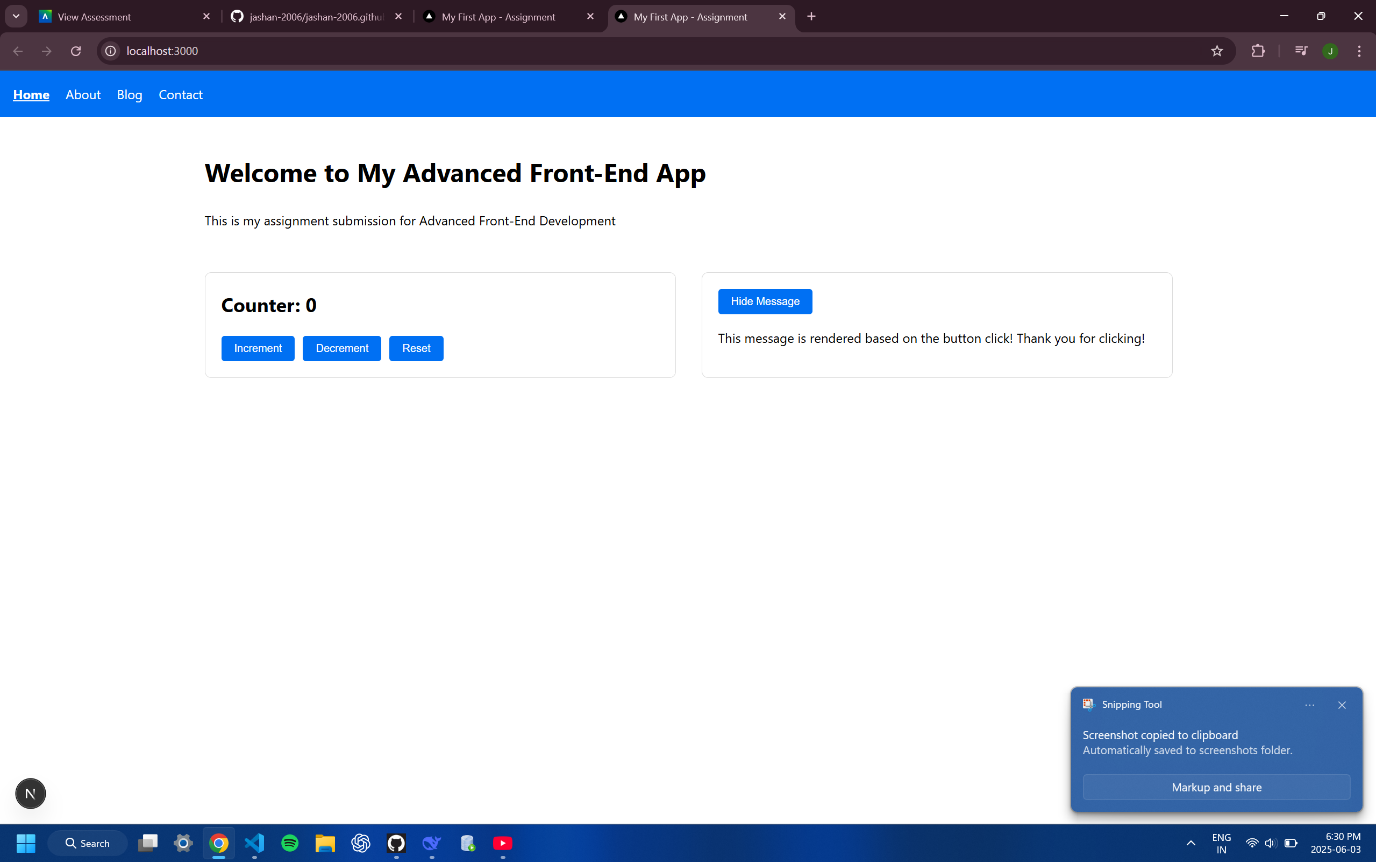 View Assessment
jashan-2006/jashan-2006.githu
My First App - Assignment
My First App - Assignment
localhost:3000
J
Home About Blog Contact
Welcome to My Advanced Front-End App
This is my assignment submission for Advanced Front-End Development
Counter: 0
Increment Decrement Reset
Hide Message
This message is rendered based on the button click! Thank you for clicking!
Snipping Tool
Screenshot copied to clipboard
Automatically saved to screenshots folder.
Markup and share
N
Search
ENG
IN
6:30 PM
2025-06-03